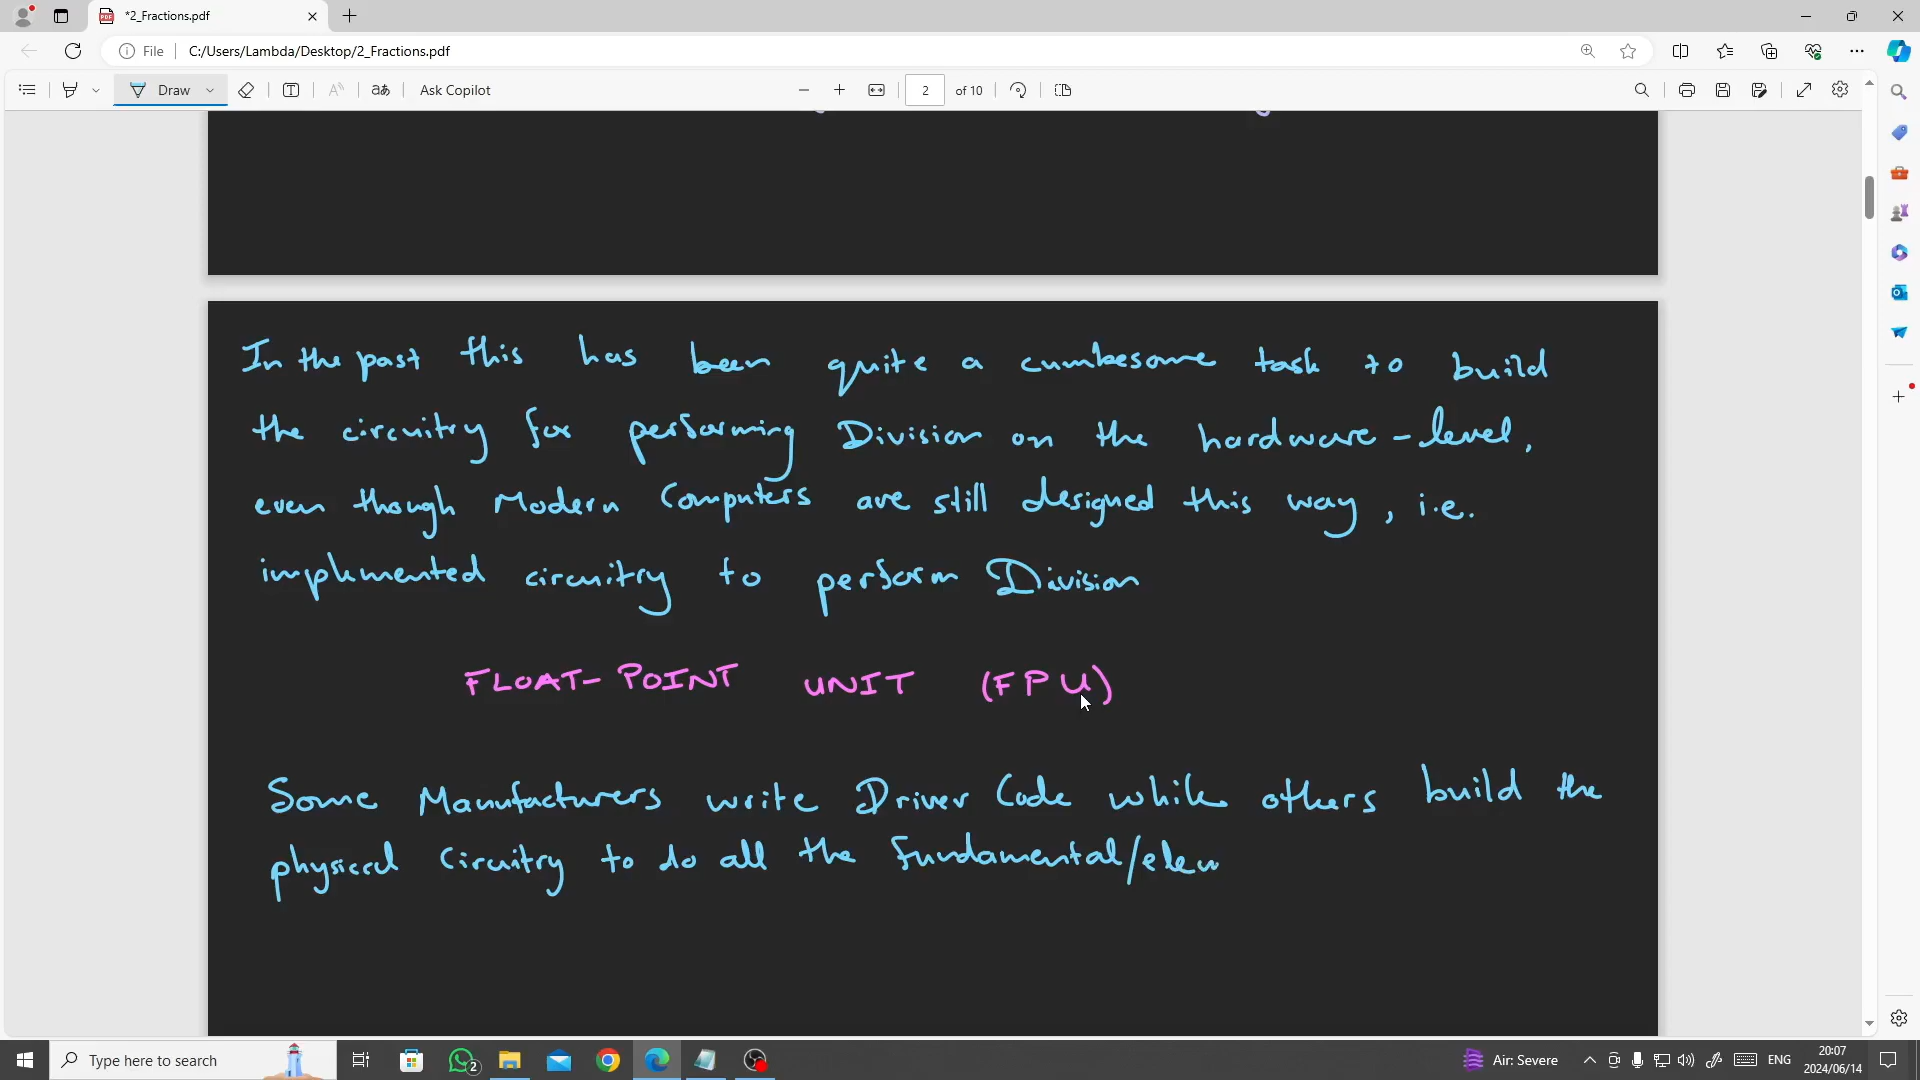 *2_Fractions.pdf
File
C:/Users/Lambda/Desktop/2_Fractions.pdf
Draw
aあ
Ask Copilot
2 of 10
In the past this has been quite a cumbesome task to build
the circuitry for performing Division on the hardware-level,
even though Modern Computers are still designed this way, i.e.
implemented circuitry to perform Division
FLOAT-POINT UNIT (FPU)
Some Manufacturers write Driver Code while others build the
physical Circuitry to do all the fundamental/elem
Type here to search
2
Air: Severe
ENG
20:07
2024/06/14